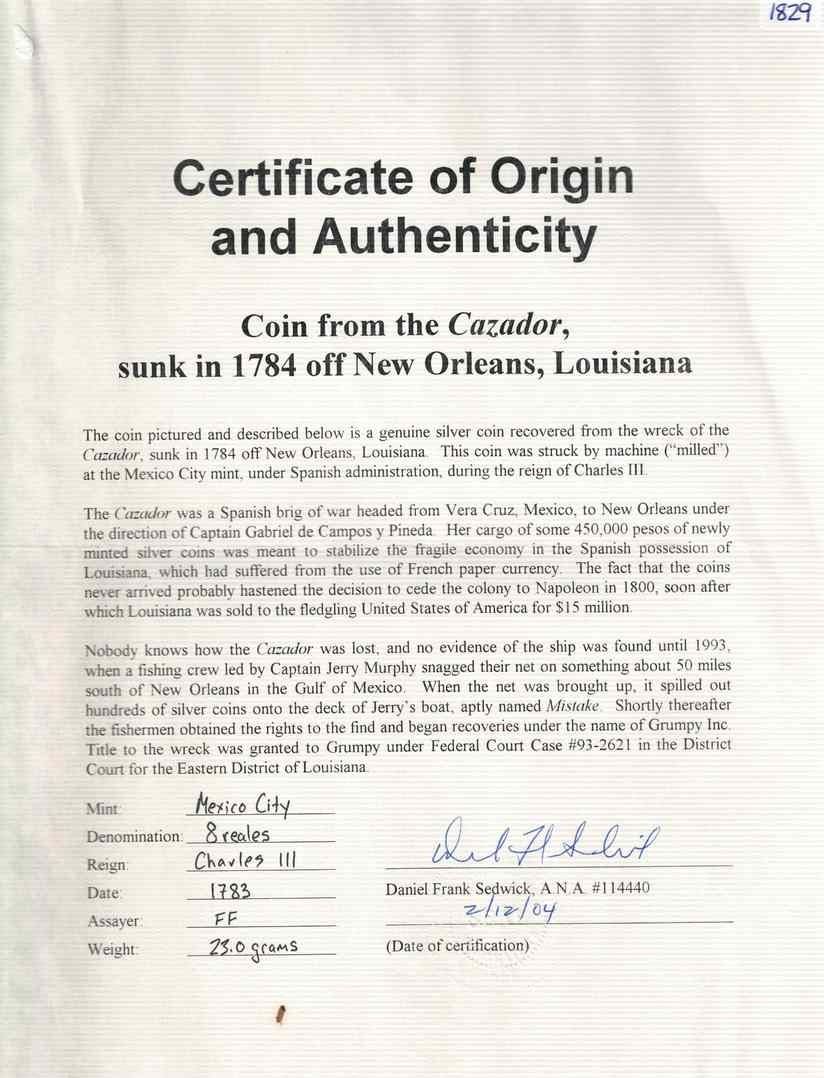 1829
Certificate of Origin
and Authenticity
Coin from the Cazador,
sunk in 1784 off New Orleans, Louisiana
The coin pictured and described below is a genuine silver coin recovered from the wreck of the
Cazador, sunk in 1784 off New Orleans, Louisiana. This coin was struck by machine (“milled”)
at the Mexico City mint, under Spanish administration, during the reign of Charles III.
The Cazador was a Spanish brig of war headed from Vera Cruz, Mexico, to New Orleans under
the direction of Captain Gabriel de Campos y Pineda. Her cargo of some 450,000 pesos of newly
minted silver coins was meant to stabilize the fragile economy in the Spanish possession of
Louisiana, which had suffered from the use of French paper currency. The fact that the coins
never arrived probably hastened the decision to cede the colony to Napoleon in 1800, soon after
which Louisiana was sold to the fledgling United States of America for $15 million.
Nobody knows how the Cazador was lost, and no evidence of the ship was found until 1993,
when a fishing crew led by Captain Jerry Murphy snagged their net on something about 50 miles
south of New Orleans in the Gulf of Mexico. When the net was brought up, it spilled out
hundreds of silver coins onto the deck of Jerry's boat, aptly named Mistake. Shortly thereafter
the fishermen obtained the rights to the find and began recoveries under the name of Grumpy Inc.
Title to the wreck was granted to Grumpy under Federal Court Case #93-2621 in the District
Court for the Eastern District of Louisiana.
Mint: Mexico City
Denomination: 8 reales
Reign: Charles III
Date: 1783
Assayer: FF
Weight: 23.0 grams
Daniel Frank Sedwick, A.N.A. #114440
2/12/04
(Date of certification)